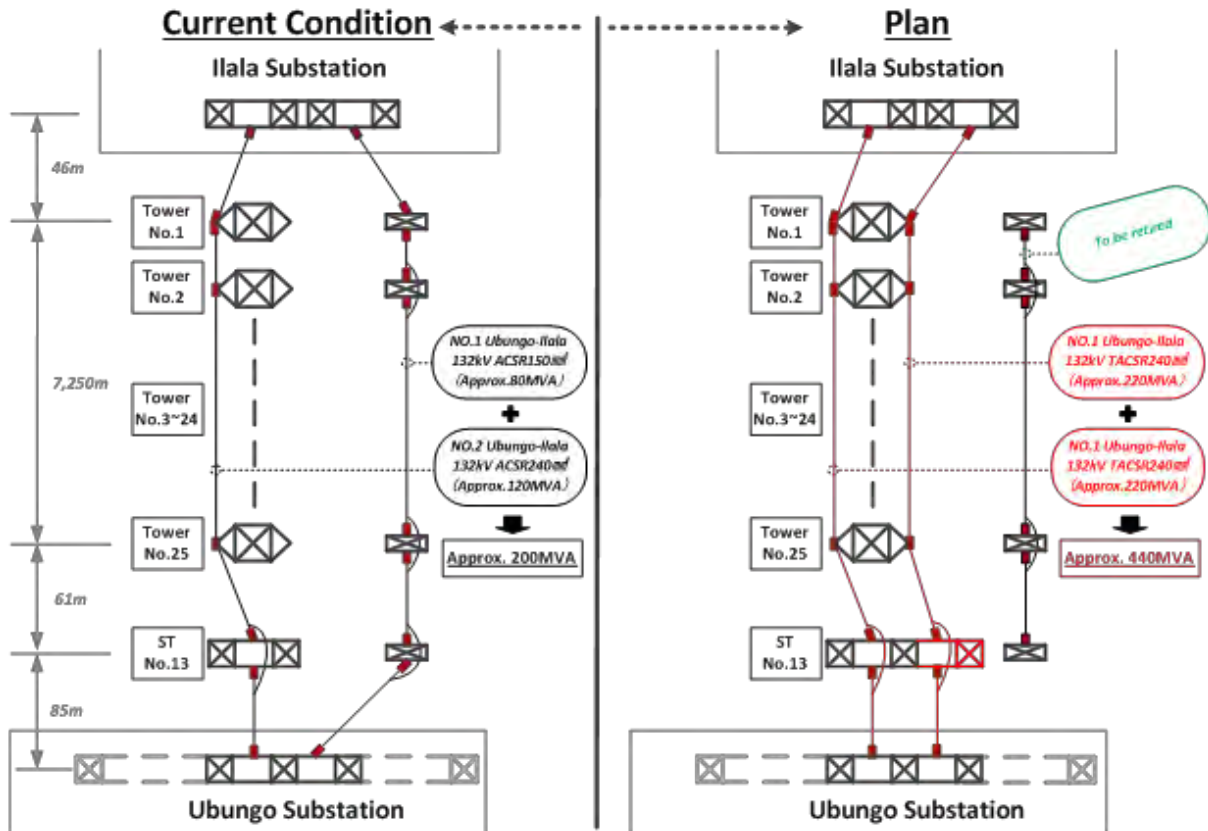 Current Condition
Plan
Ilala Substation
Ilala Substation
46m
Tower
No.1
Tower
No.1
To be retired
Tower
No.2
Tower
No.2
NO.1 Ubungo-Ilala
132kV ACSR150㎟
(Approx.80MVA)
NO.1 Ubungo-Ilala
132kV TACSR240㎟
(Approx.220MVA)
7,250m
Tower
No.3~24
Tower
No.3~24
+
+
NO.2 Ubungo-Ilala
132kV ACSR240㎟
(Approx.120MVA)
NO.1 Ubungo-Ilala
132kV TACSR240㎟
(Approx.220MVA)
Tower
No.25
Tower
No.25
Approx. 200MVA
Approx. 440MVA
61m
ST
No.13
ST
No.13
85m
Ubungo Substation
Ubungo Substation